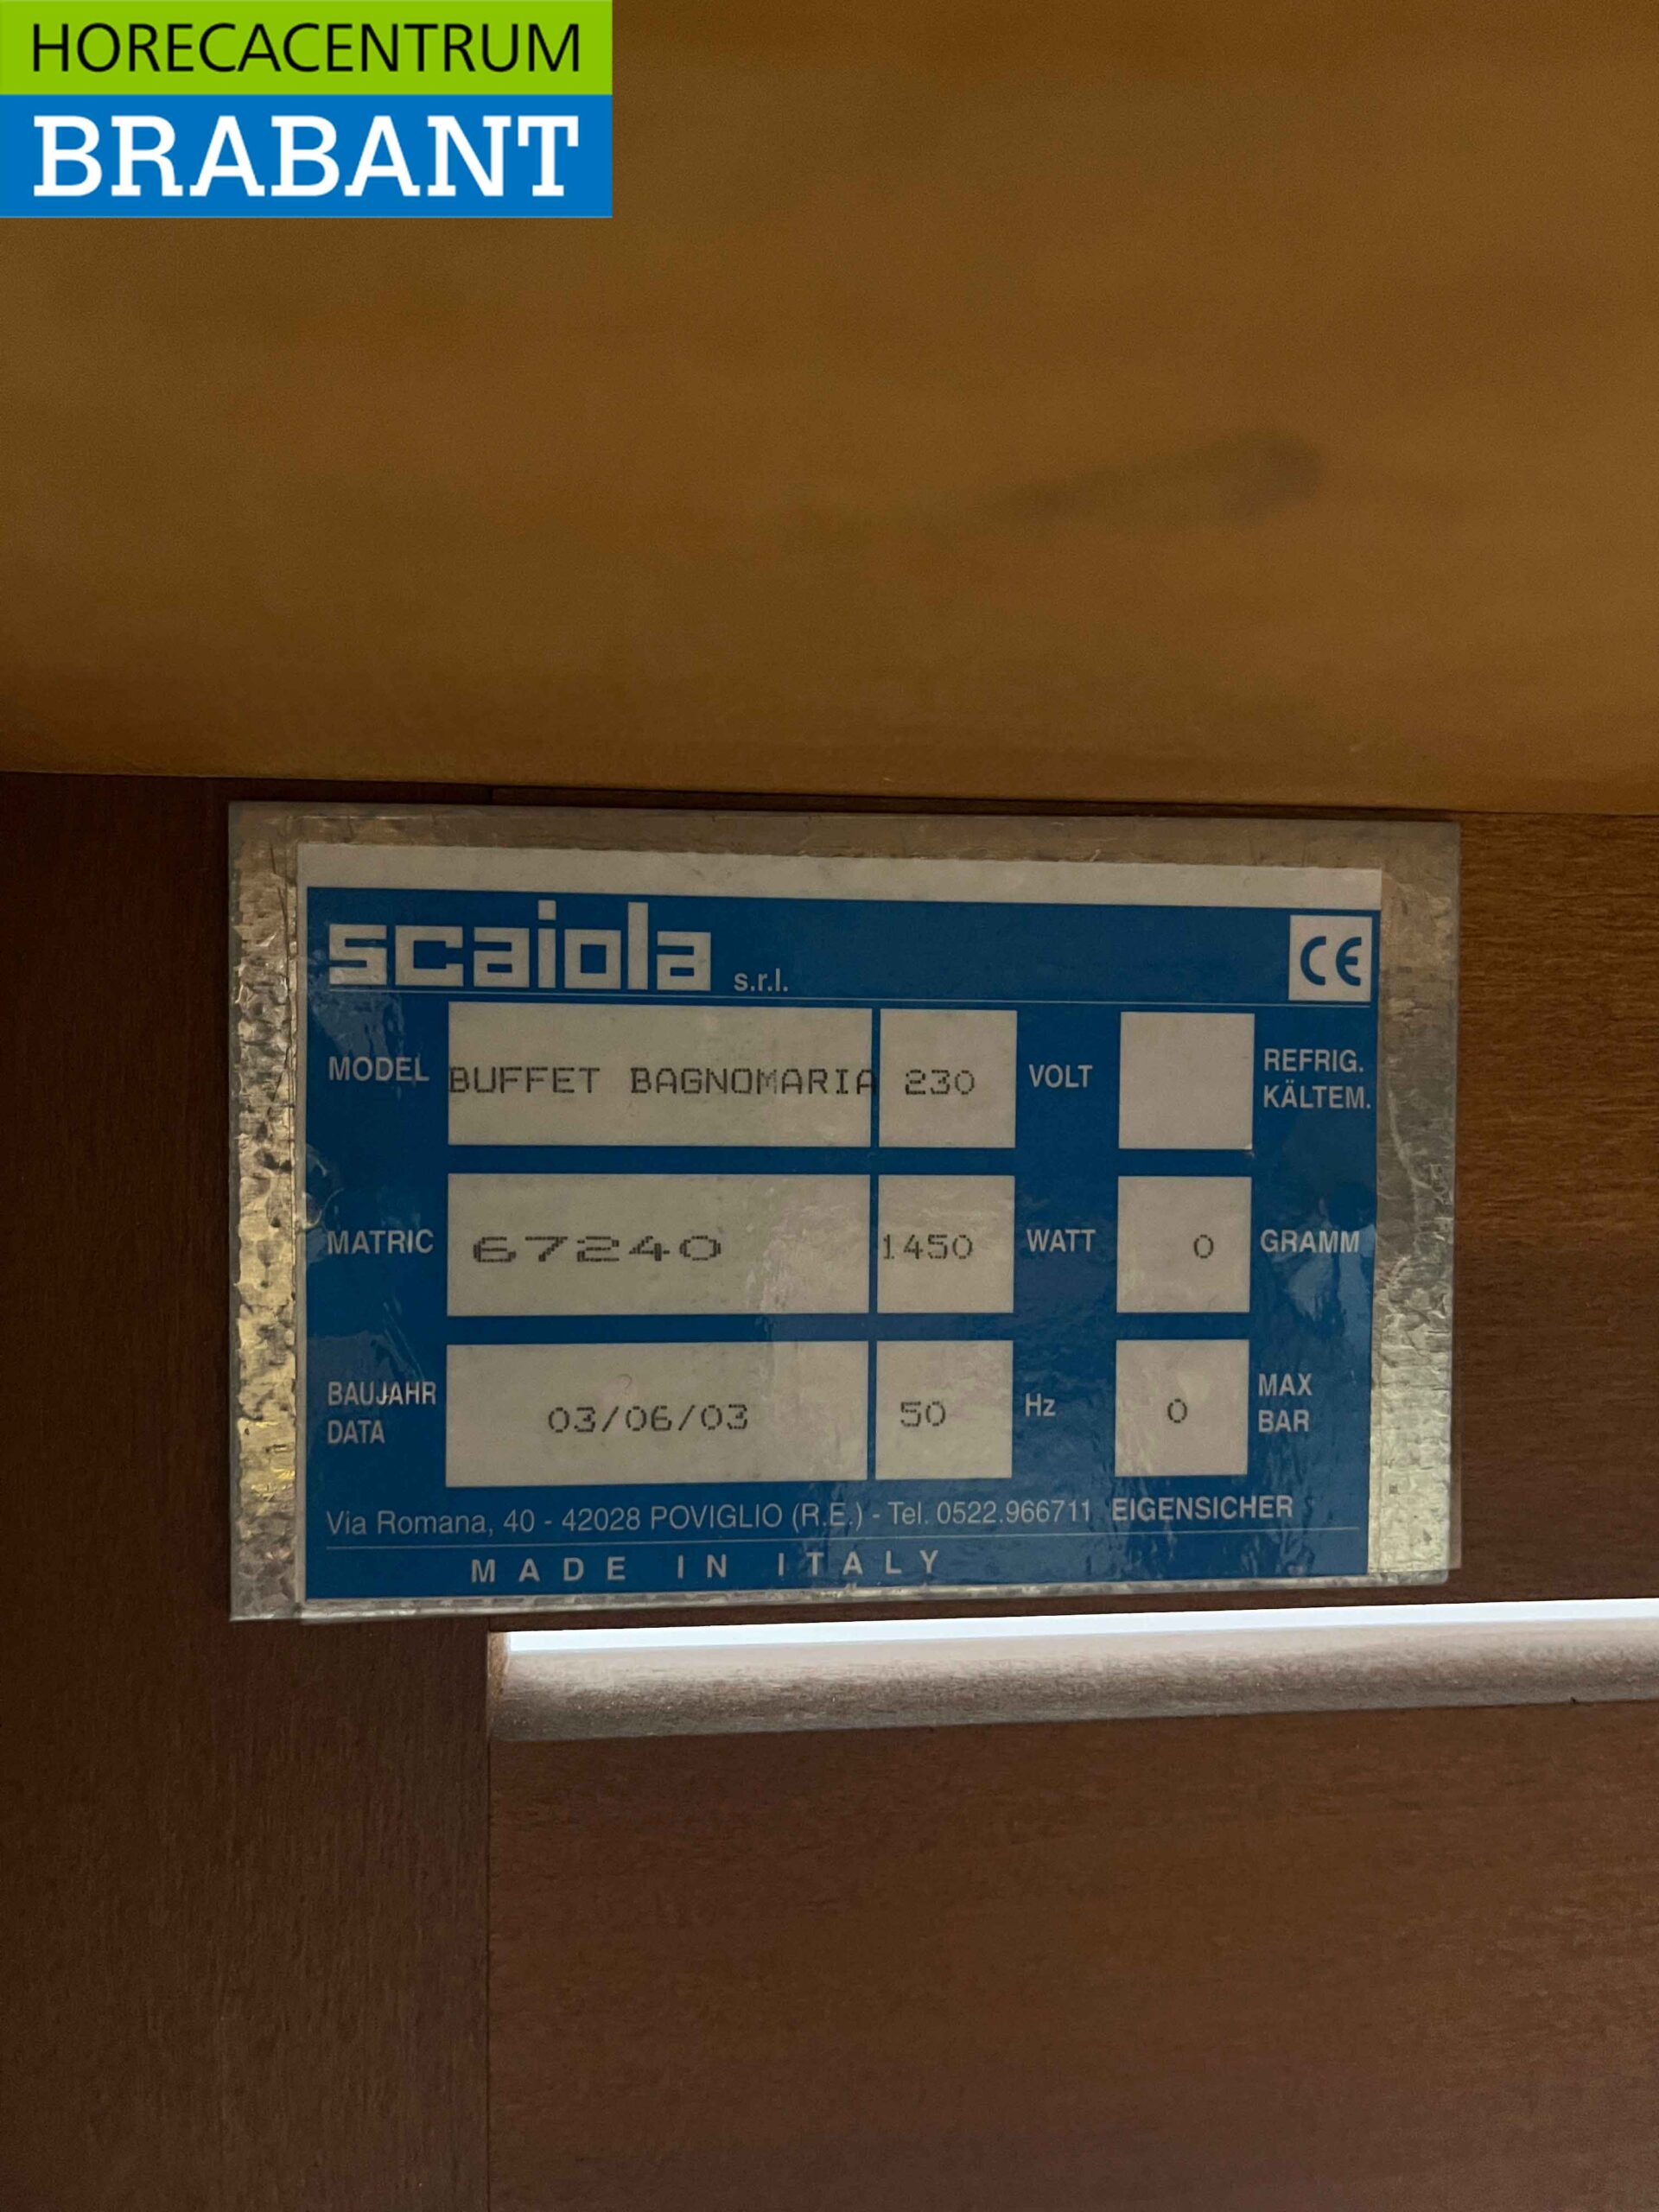 HORECACENTRUM
BRABANT
scaiola s.r.l. CE
MODEL BUFFET BAGNOMARIA 230 VOLT REFRIG. KÄLTEM.
MATRIC 67240 1450 WATT 0 GRAMM
BAUJAHR DATA 03/06/03 50 Hz 0 MAX BAR
Via Romana, 40 - 42028 POVIGLIO (R.E.) - Tel. 0522.966711 EIGENSICHER
MADE IN ITALY